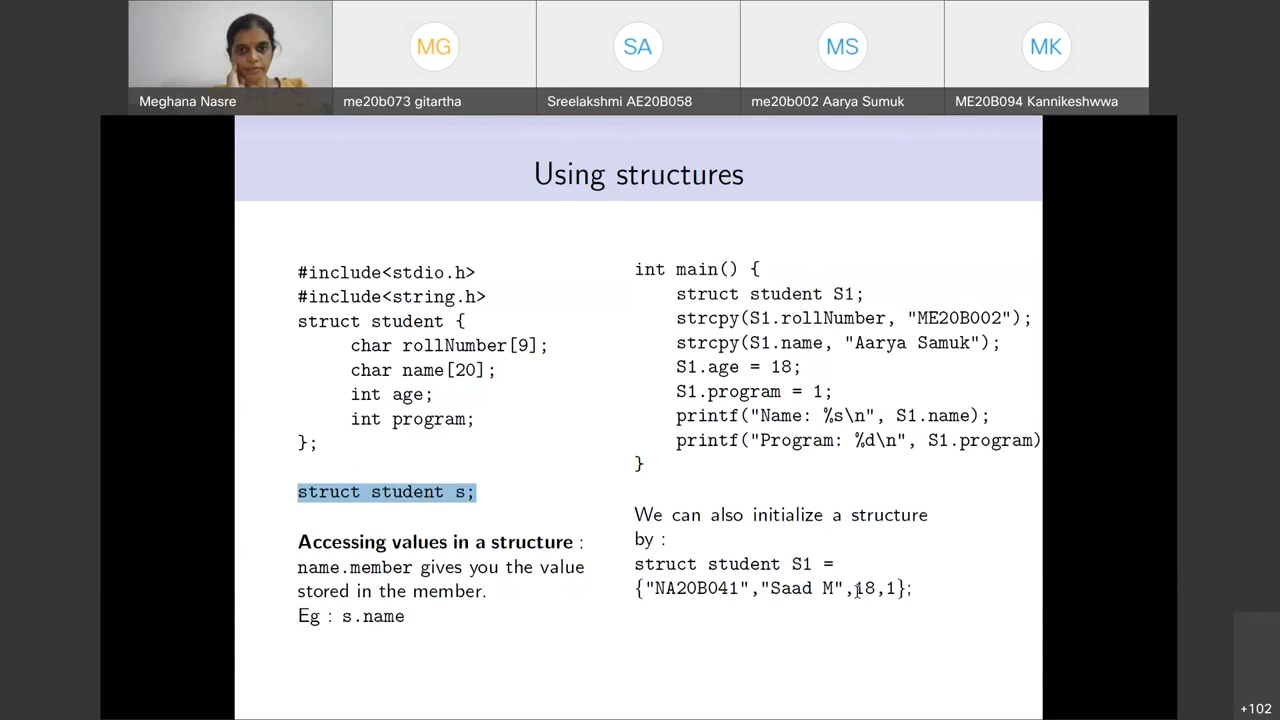 MG
SA
MS
MK
Meghana Nasre
me20b073 gitartha
Sreelakshmi AE20B058
me20b002 Aarya Sumuk
ME20B094 Kannikeshwwa
Using structures
#include<stdio.h>
#include<string.h>
struct student {
char rollNumber[9];
char name[20];
int age;
int program;
};
struct student s;
Accessing values in a structure :
name.member gives you the value
stored in the member.
Eg : s.name
int main() {
struct student S1;
strcpy(S1.rollNumber, "ME20B002");
strcpy(S1.name, "Aarya Samuk");
S1.age = 18;
S1.program = 1;
printf("Name: %s\n", S1.name);
printf("Program: %d\n", S1.program)
}
We can also initialize a structure
by :
struct student S1 =
{"NA20B041","Saad M",18,1};
+102